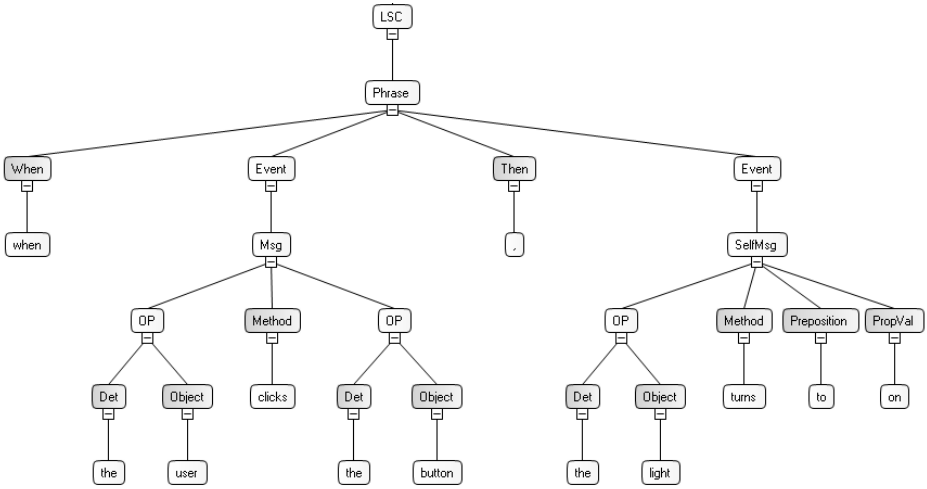 LSC
Phrase
When Event Then Event
when Msg , SelfMsg
OP Method OP OP Method Preposition PropVal
Det Object clicks Det Object Det Object turns to on
the user the button the light